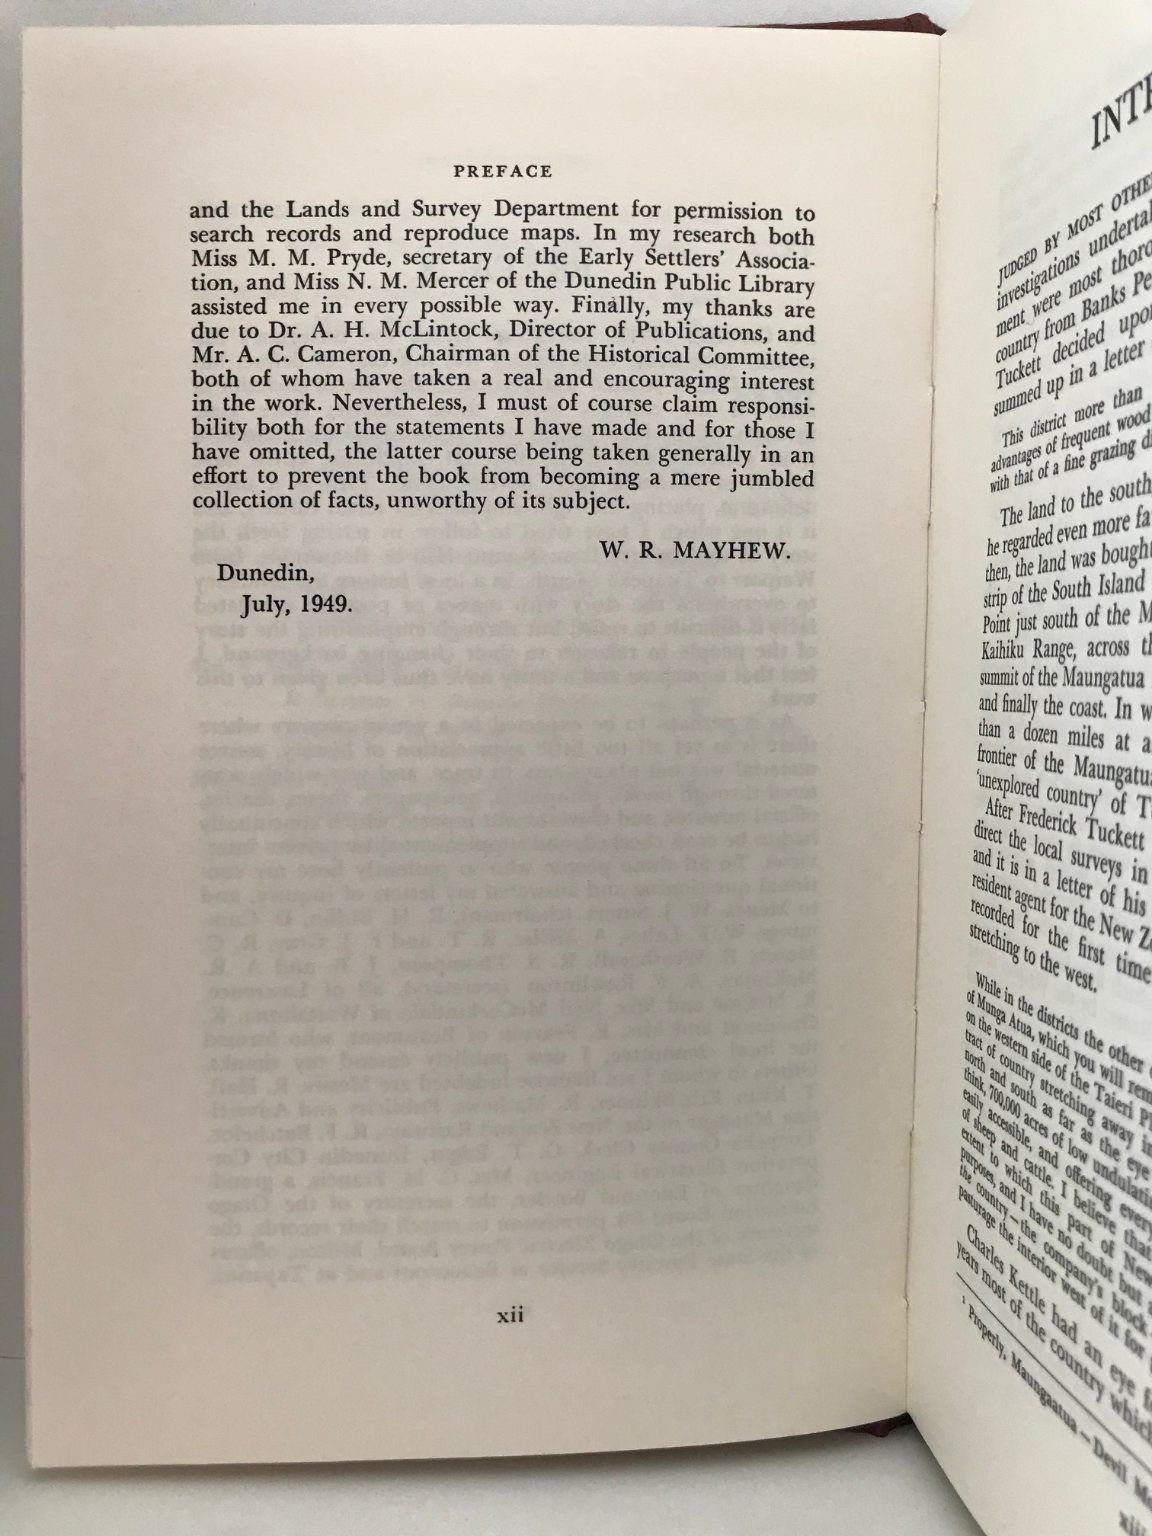 PREFACE
and the Lands and Survey Department for permission to
search records and reproduce maps. In my research both
Miss M. M. Pryde, secretary of the Early Settlers' Associa-
tion, and Miss N. M. Mercer of the Dunedin Public Library
assisted me in every possible way. Finally, my thanks are
due to Dr. A. H. McLintock, Director of Publications, and
Mr. A. C. Cameron, Chairman of the Historical Committee,
both of whom have taken a real and encouraging interest
in the work. Nevertheless, I must of course claim responsi-
bility both for the statements I have made and for those I
have omitted, the latter course being taken generally in an
effort to prevent the book from becoming a mere jumbled
collection of facts, unworthy of its subject.
W. R. MAYHEW.
Dunedin,
July, 1949.
xii
JUDGED BY MOST
investigations
ment were most
country from Banks
Tuckett decided upon
summed up in a letter
This district more than
advantages of frequent wood
with that of a fine grazing
The land to the south
he regarded even more
then, the land was bought
strip of the South Island
Point just south of the
Kaihiku Range, across
summit of the Maungatua
and finally the coast. In
than a dozen miles at a
frontier of the
'unexplored country' of
After Frederick Tuckett
direct the local surveys in
and it is in a letter of his
resident agent for the New
recorded for the first time
stretching to the west.
While in the districts the other
of Munga Atua, which you will
on the western side of the Taieri
tract of country stretching away
north and south as far as the eye
think, 700,000 acres of low
easily accessible, and offering every
of sheep and cattle. I believe that
extent to which this part of New
purposes, and I have no doubt but
the country – the company's block
pasturage the interior west of it for
Charles Kettle had an eye
years most of the country which
1 Properly, Maungaatua – Devil